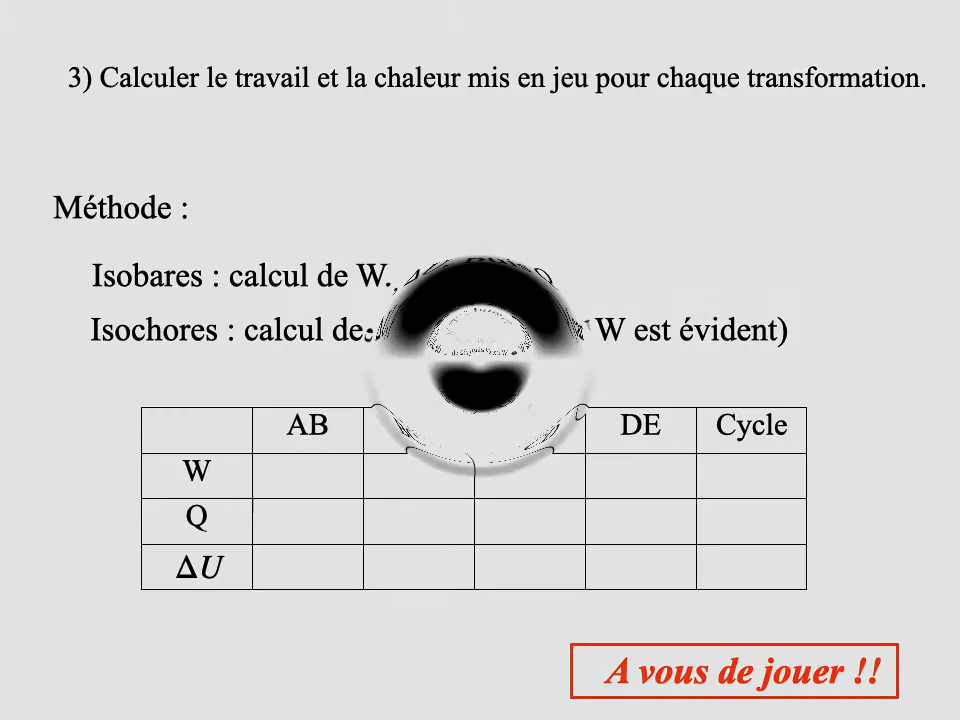 3) Calculer le travail et la chaleur mis en jeu pour chaque transformation.
Méthode :
Isobares : calcul de W
Isochores : calcul de W est évident)
AB DE Cycle
W
Q
ΔU
A vous de jouer !!